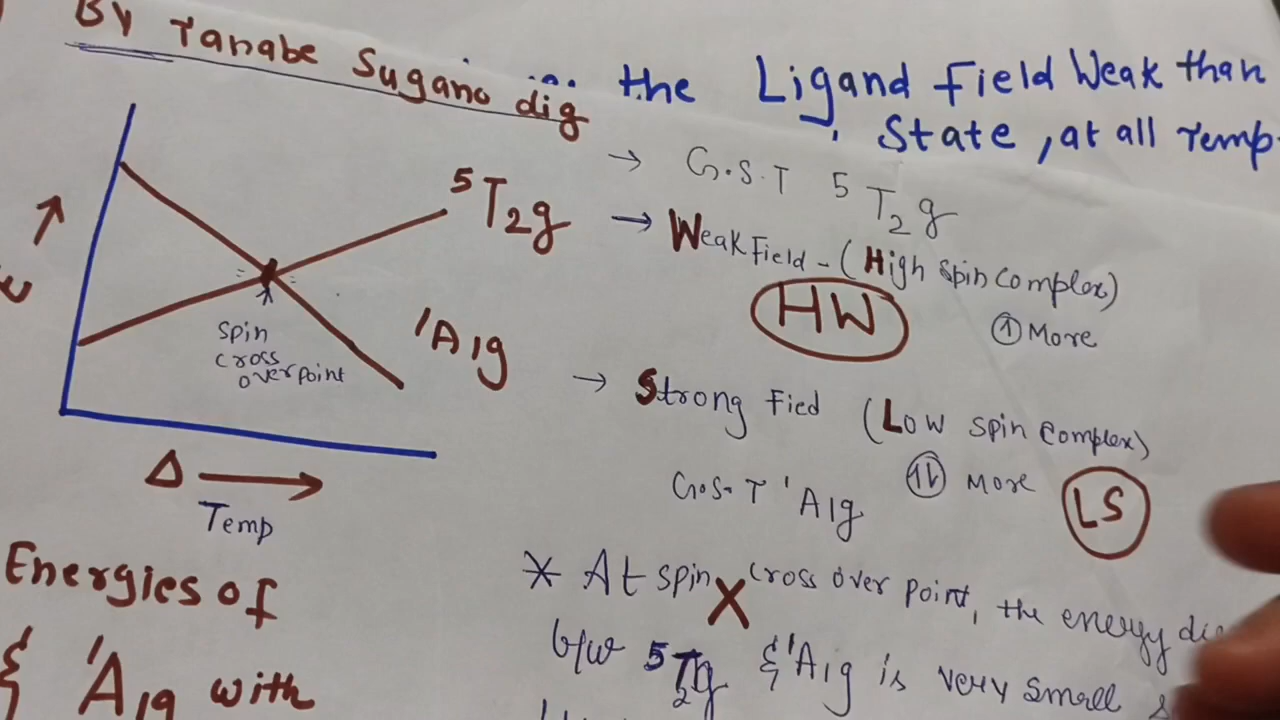 By Tanabe Sugano dig
the Ligand field Weak than
State, at all Temp
→ G.S.T ⁵T₂g
⁵T₂g
→ Weak Field - (High spin complex)
HW
① More
Spin
cross
over point
¹A₁g
→ Strong Fied (Low spin complex)
⑴⇂ More
G.S.T ¹A₁g
LS
Δ →
Temp
Energies of
& ¹A₁g with
* At spin Cross over point, the energy
X
b/w ⁵T₂g & ¹A₁g is very small